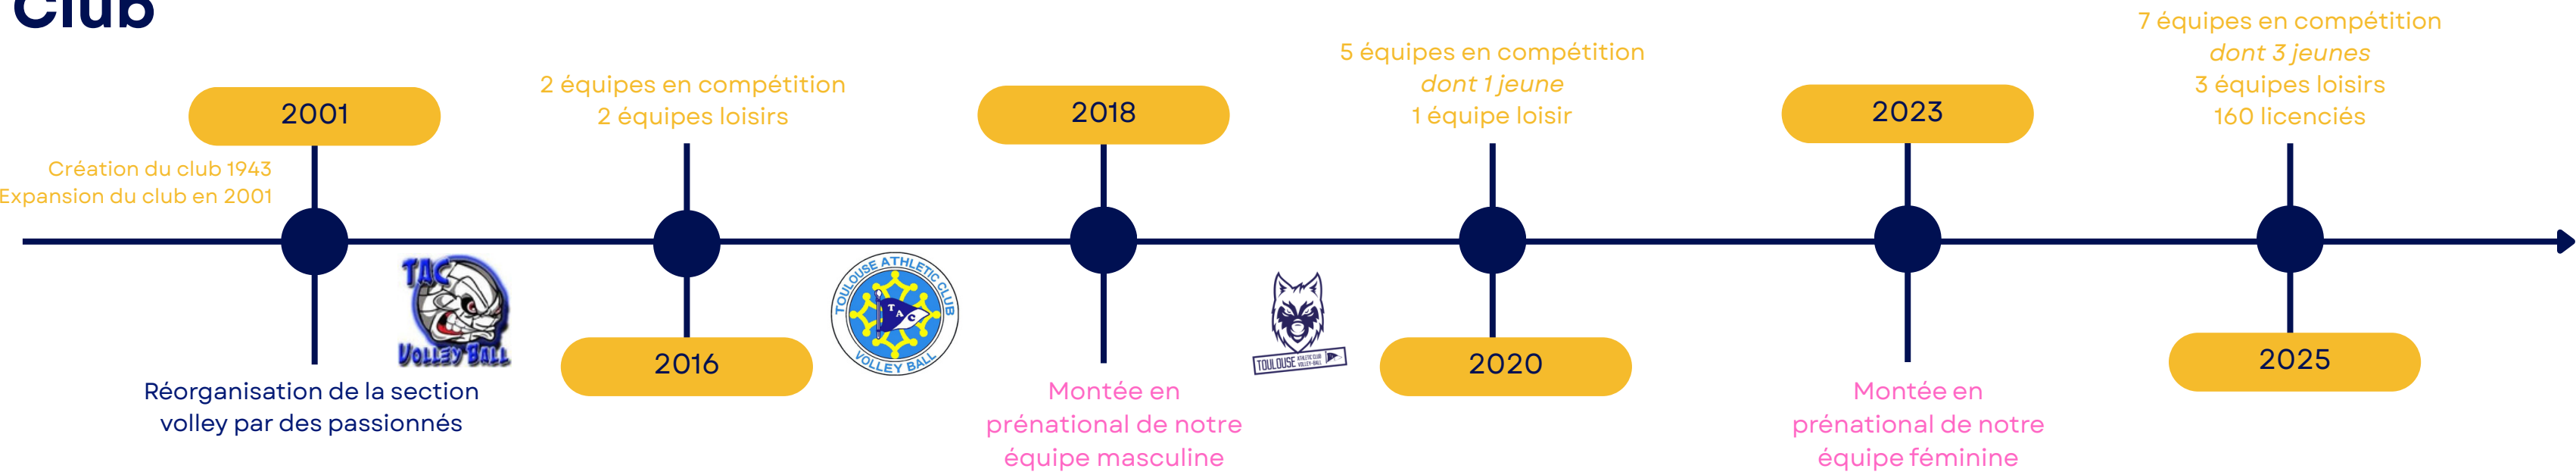 Club
2001
Création du club 1943
Expansion du club en 2001
Réorganisation de la section
volley par des passionnés
TAC
VOLLEY BALL
2 équipes en compétition
2 équipes loisirs
2016
TOULOUSE ATHLETIC CLUB
TAC
VOLLEY BALL
2018
Montée en
prénational de notre
équipe masculine
TOULOUSE
ATHLETIC CLUB
VOLLEY-BALL
5 équipes en compétition
dont 1 jeune
1 équipe loisir
2020
2023
Montée en
prénational de notre
équipe féminine
7 équipes en compétition
dont 3 jeunes
3 équipes loisirs
160 licenciés
2025